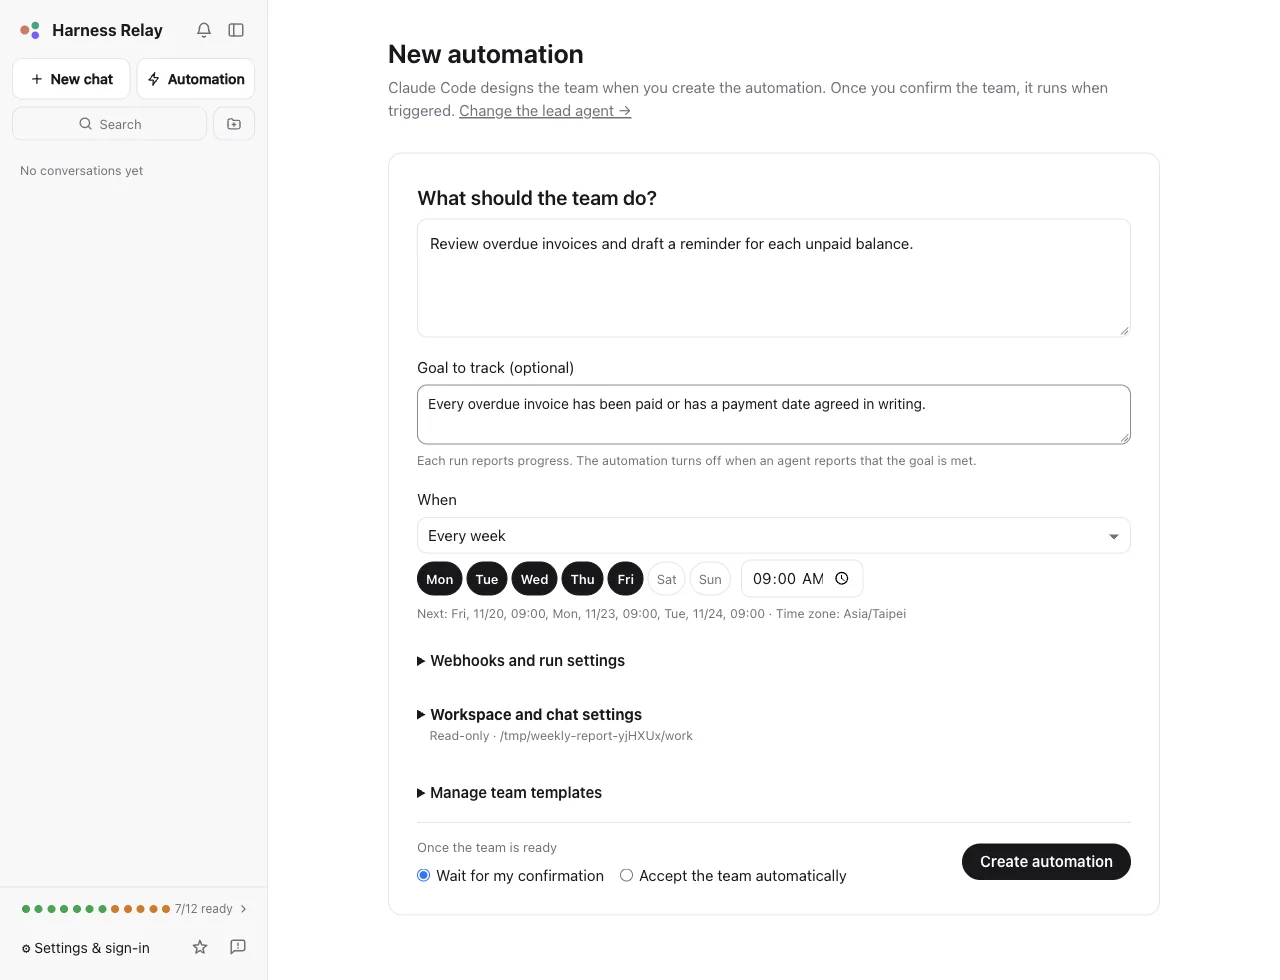 Harness Relay
New chat
Automation
Search
No conversations yet
7/12 ready
Settings & sign-in
New automation
Claude Code designs the team when you create the automation. Once you confirm the team, it runs when
triggered. Change the lead agent →
What should the team do?
Review overdue invoices and draft a reminder for each unpaid balance.
Goal to track (optional)
Every overdue invoice has been paid or has a payment date agreed in writing.
Each run reports progress. The automation turns off when an agent reports that the goal is met.
When
Every week
Mon Tue Wed Thu Fri Sat Sun 09:00 AM
Next: Fri, 11/20, 09:00, Mon, 11/23, 09:00, Tue, 11/24, 09:00 · Time zone: Asia/Taipei
Webhooks and run settings
Workspace and chat settings
Read-only · /tmp/weekly-report-yjHXUx/work
Manage team templates
Once the team is ready
Wait for my confirmation
Accept the team automatically
Create automation